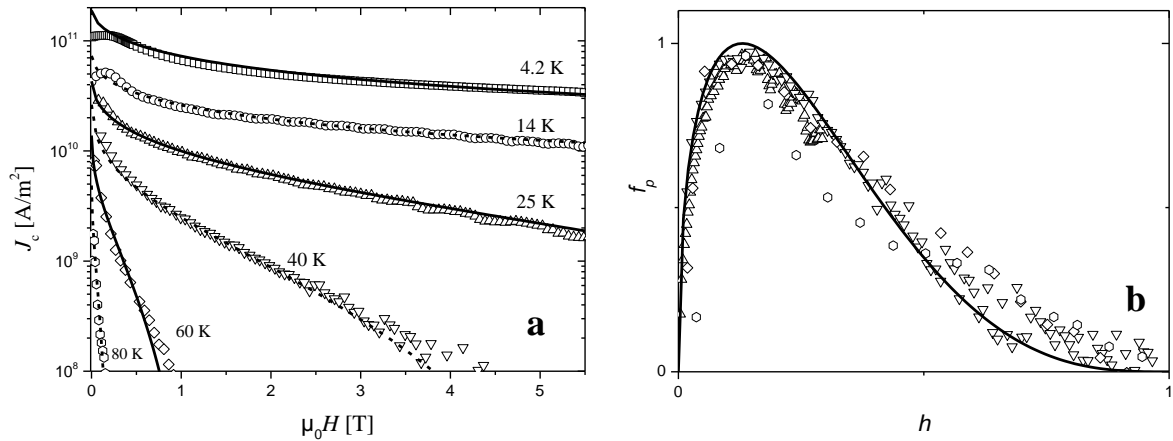 a
10^11
10^10
10^9
10^8
J_c [A/m^2]
4.2 K
14 K
25 K
40 K
60 K
80 K
0 1 2 3 4 5
μ_0H [T]
b
1
1
f_p
0 1
h